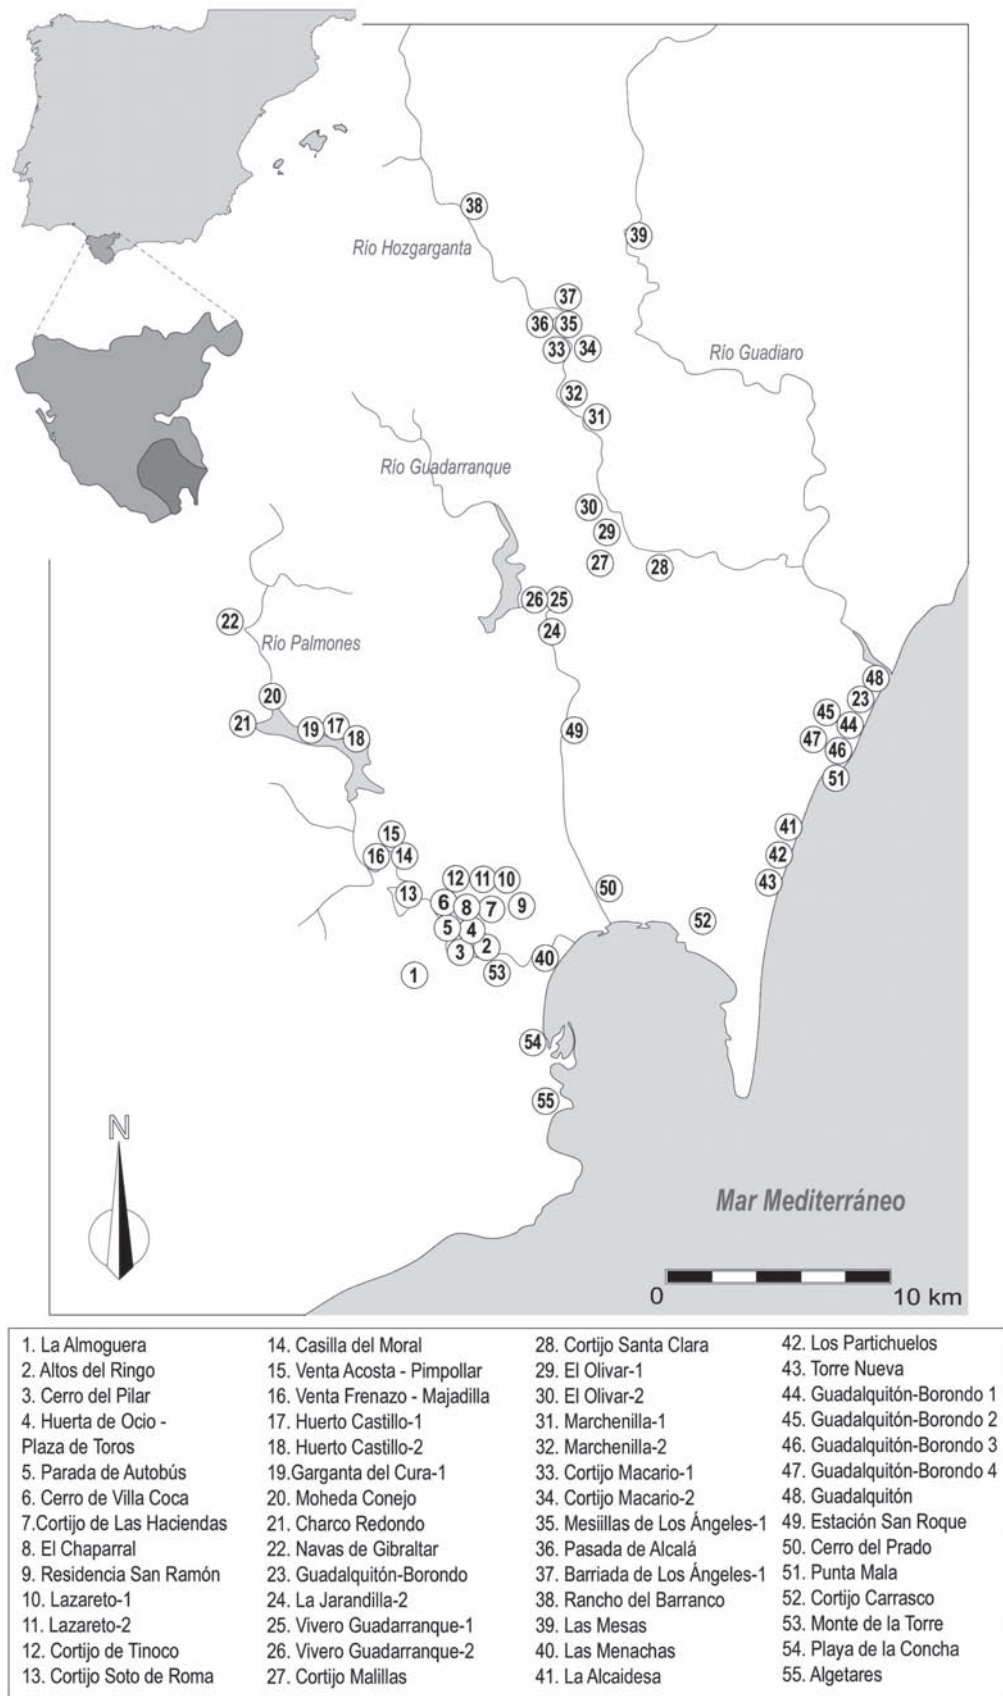 38
Río Hozgarganta
39
37
36
35
33
34
Río Guadiaro
32
31
Río Guadarranque
30
29
27
28
26
25
22
24
Río Palmones
20
48
23
21
19
17
18
49
45
44
47
46
51
15
41
16
14
42
12
11
10
43
13
50
6
8
7
9
52
5
4
3
2
40
1
53
54
55
N
Mar Mediterráneo
0
10 km
1. La Almoguera
2. Altos del Ringo
3. Cerro del Pilar
4. Huerta de Ocio -
Plaza de Toros
5. Parada de Autobús
6. Cerro de Villa Coca
7.Cortijo de Las Haciendas
8. El Chaparral
9. Residencia San Ramón
10. Lazareto-1
11. Lazareto-2
12. Cortijo de Tinoco
13. Cortijo Soto de Roma
14. Casilla del Moral
15. Venta Acosta - Pimpollar
16. Venta Frenazo - Majadilla
17. Huerto Castillo-1
18. Huerto Castillo-2
19.Garganta del Cura-1
20. Moheda Conejo
21. Charco Redondo
22. Navas de Gibraltar
23. Guadalquitón-Borondo
24. La Jarandilla-2
25. Vivero Guadarranque-1
26. Vivero Guadarranque-2
27. Cortijo Malillas
28. Cortijo Santa Clara
29. El Olivar-1
30. El Olivar-2
31. Marchenilla-1
32. Marchenilla-2
33. Cortijo Macario-1
34. Cortijo Macario-2
35. Mesiillas de Los Ángeles-1
36. Pasada de Alcalá
37. Barriada de Los Ángeles-1
38. Rancho del Barranco
39. Las Mesas
40. Las Menachas
41. La Alcaidesa
42. Los Partichuelos
43. Torre Nueva
44. Guadalquitón-Borondo 1
45. Guadalquitón-Borondo 2
46. Guadalquitón-Borondo 3
47. Guadalquitón-Borondo 4
48. Guadalquitón
49. Estación San Roque
50. Cerro del Prado
51. Punta Mala
52. Cortijo Carrasco
53. Monte de la Torre
54. Playa de la Concha
55. Algetares